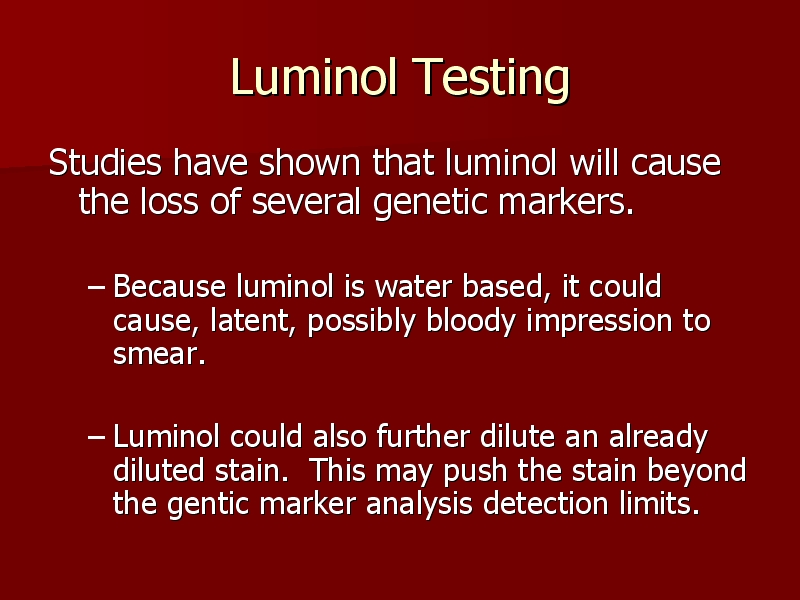 Luminol Testing
Studies have shown that luminol will cause
the loss of several genetic markers.
– Because luminol is water based, it could
cause, latent, possibly bloody impression to
smear.
– Luminol could also further dilute an already
diluted stain.  This may push the stain beyond
the gentic marker analysis detection limits.